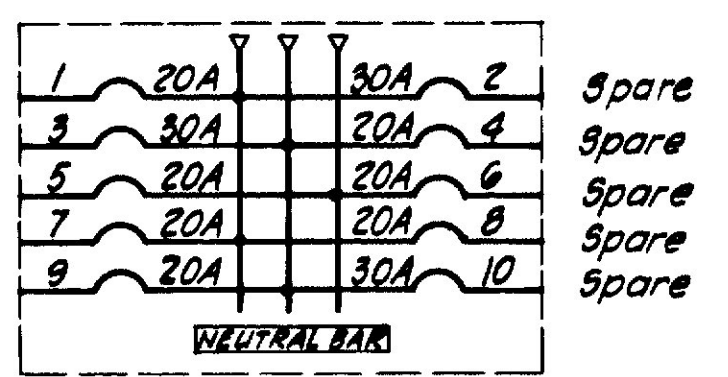 1 20A 30A 2 Spare
3 30A 20A 4 Spare
5 20A 20A 6 Spare
7 20A 20A 8 Spare
9 20A 30A 10 Spare
NEUTRAL BAR